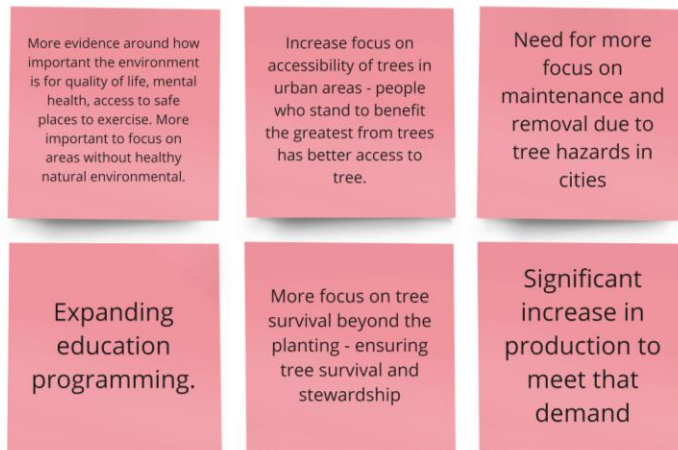 More evidence around how
important the environment
is for quality of life, mental
health, access to safe
places to exercise. More
important to focus on
areas without healthy
natural environmental.
Increase focus on
accessibility of trees in
urban areas - people
who stand to benefit
the greatest from trees
has better access to
tree.
Need for more
focus on
maintenance and
removal due to
tree hazards in
cities
Expanding
education
programming.
More focus on tree
survival beyond the
planting - ensuring
tree survival and
stewardship
Significant
increase in
production to
meet that
demand